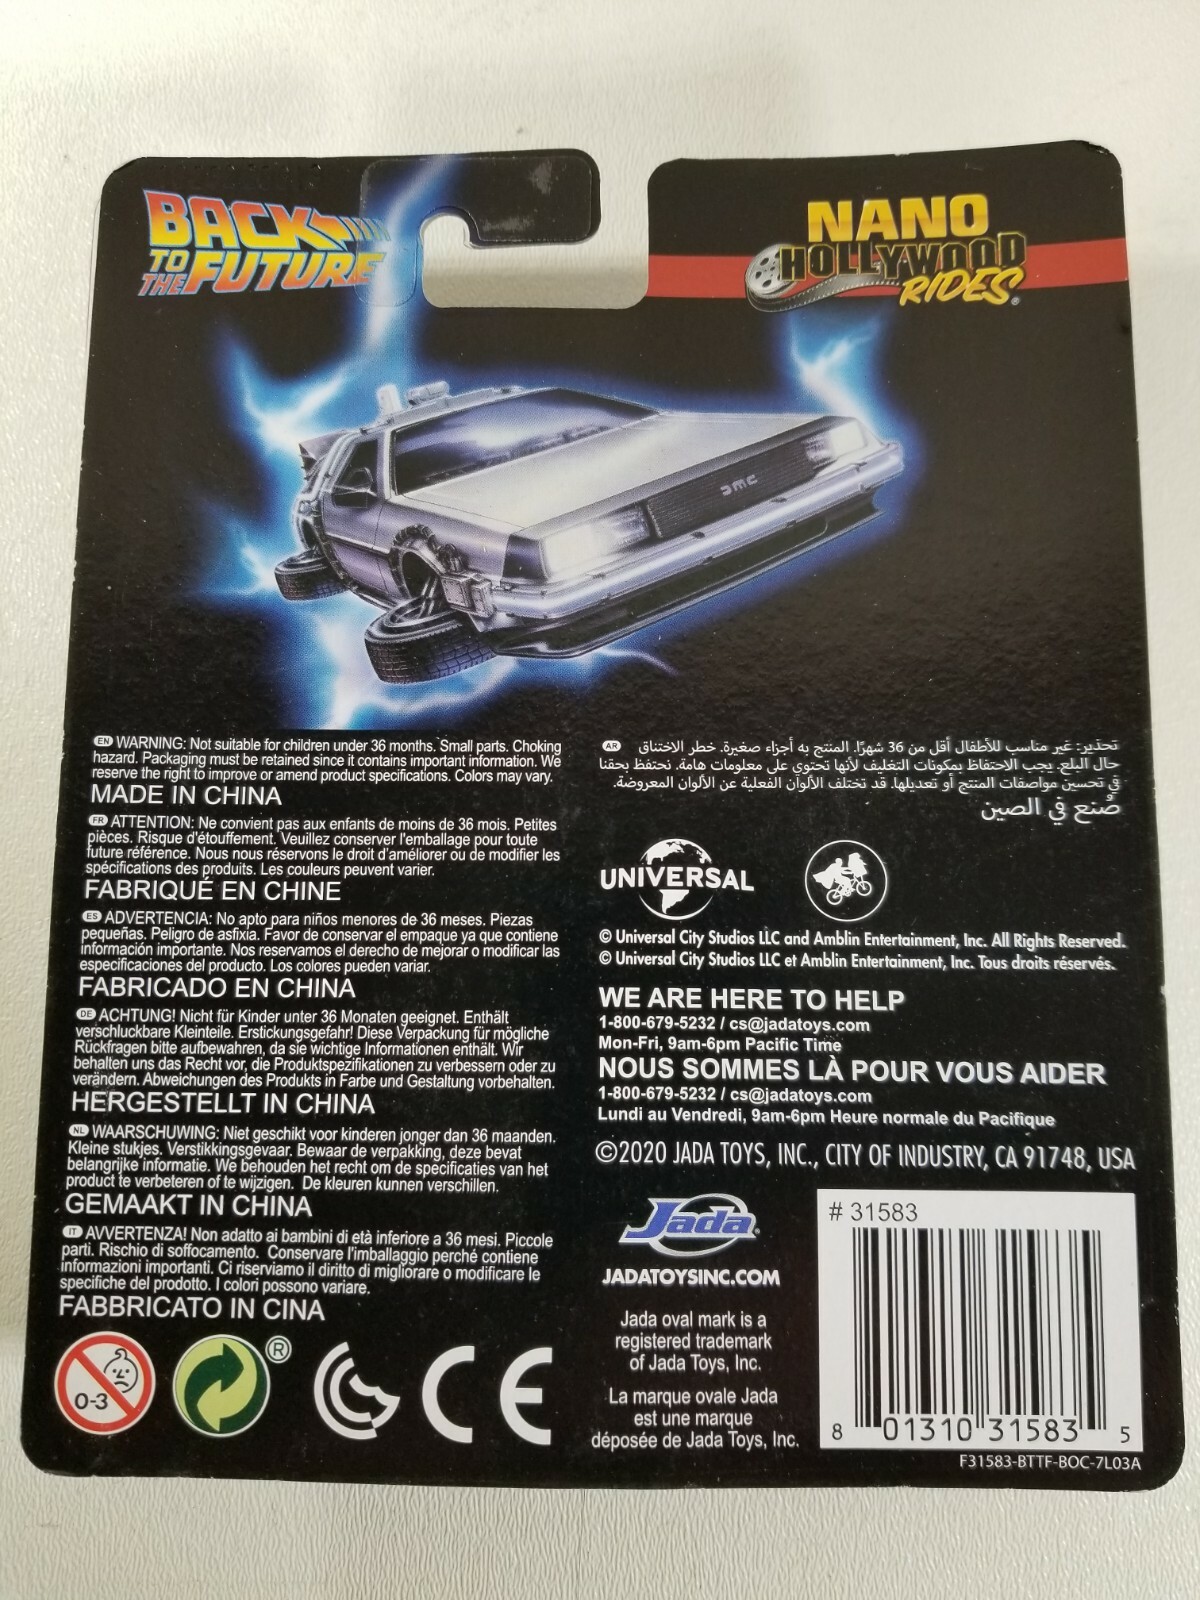 BACK
TO
THE FUTURE
NANO
HOLLYWOOD
RIDES®
DMC
EN WARNING: Not suitable for children under 36 months. Small parts. Choking
hazard. Packaging must be retained since it contains important information. We
reserve the right to improve or amend product specifications. Colors may vary.
MADE IN CHINA
FR ATTENTION: Ne convient pas aux enfants de moins de 36 mois. Petites
pièces. Risque d'étouffement. Veuillez conserver l'emballage pour toute
future référence. Nous nous réservons le droit d'améliorer ou de modifier les
spécifications des produits. Les couleurs peuvent varier.
FABRIQUÉ EN CHINE
ES ADVERTENCIA: No apto para niños menores de 36 meses. Piezas
pequeñas. Peligro de asfixia. Favor de conservar el empaque ya que contiene
información importante. Nos reservamos el derecho de mejorar o modificar las
especificaciones del producto. Los colores pueden variar.
FABRICADO EN CHINA
DE ACHTUNG! Nicht für Kinder unter 36 Monaten geeignet. Enthält
verschluckbare Kleinteile. Erstickungsgefahr! Diese Verpackung für mögliche
Rückfragen bitte aufbewahren, da sie wichtige Informationen enthält. Wir
behalten uns das Recht vor, die Produktspezifikationen zu verbessern oder zu
verändern. Abweichungen des Produkts in Farbe und Gestaltung vorbehalten.
HERGESTELLT IN CHINA
NL WAARSCHUWING: Niet geschikt voor kinderen jonger dan 36 maanden.
Kleine stukjes. Verstikkingsgevaar. Bewaar de verpakking, deze bevat
belangrijke informatie. We behouden het recht om de specificaties van het
product te verbeteren of te wijzigen. De kleuren kunnen verschillen.
GEMAAKT IN CHINA
IT AVVERTENZA! Non adatto ai bambini di età inferiore a 36 mesi. Piccole
parti. Rischio di soffocamento. Conservare l'imballaggio perché contiene
informazioni importanti. Ci riserviamo il diritto di migliorare o modificare le
specifiche del prodotto. I colori possono variare.
FABBRICATO IN CINA
0-3
®
CE
AR تحذير: غير مناسب للأطفال أقل من 36 شهرًا. المنتج به أجزاء صغيرة. خطر الاختناق
حال البلع. يجب الاحتفاظ بمكونات التغليف لأنها تحتوي على معلومات هامة. نحتفظ بحقنا
في تحسين مواصفات المنتج أو تعديلها. قد تختلف الألوان الفعلية عن الألوان المعروضة.
صُنع في الصين
UNIVERSAL
© Universal City Studios LLC and Amblin Entertainment, Inc. All Rights Reserved.
© Universal City Studios LLC et Amblin Entertainment, Inc. Tous droits réservés.
WE ARE HERE TO HELP
1-800-679-5232 / cs@jadatoys.com
Mon-Fri, 9am-6pm Pacific Time
NOUS SOMMES LÀ POUR VOUS AIDER
1-800-679-5232 / cs@jadatoys.com
Lundi au Vendredi, 9am-6pm Heure normale du Pacifique
©2020 JADA TOYS, INC., CITY OF INDUSTRY, CA 91748, USA
Jada®
JADATOYSINC.COM
Jada oval mark is a
registered trademark
of Jada Toys, Inc.
La marque ovale Jada
est une marque
déposée de Jada Toys, Inc.
# 31583
8 01310 31583 5
F31583-BTTF-BOC-7L03A